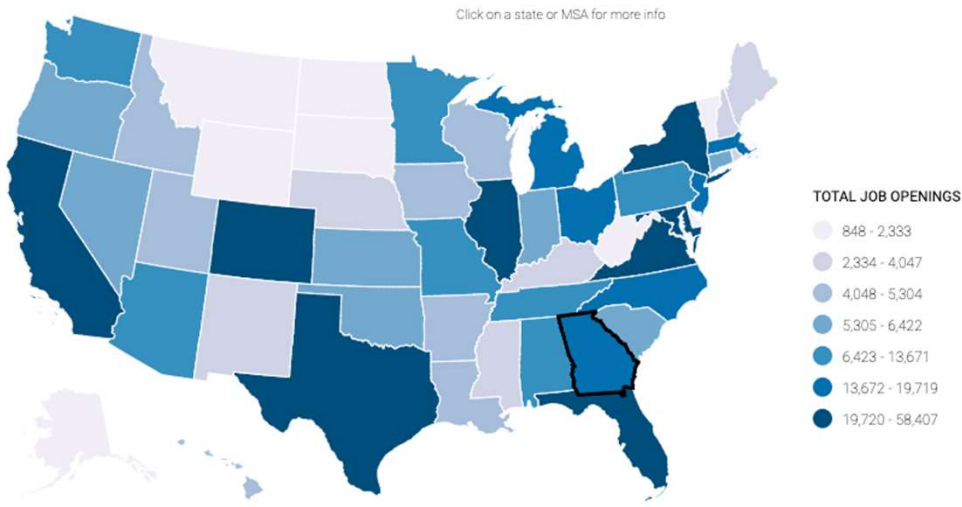 Click on a state or MSA for more info
TOTAL JOB OPENINGS
848 - 2,333
2,334 - 4,047
4,048 - 5,304
5,305 - 6,422
6,423 - 13,671
13,672 - 19,719
19,720 - 58,407